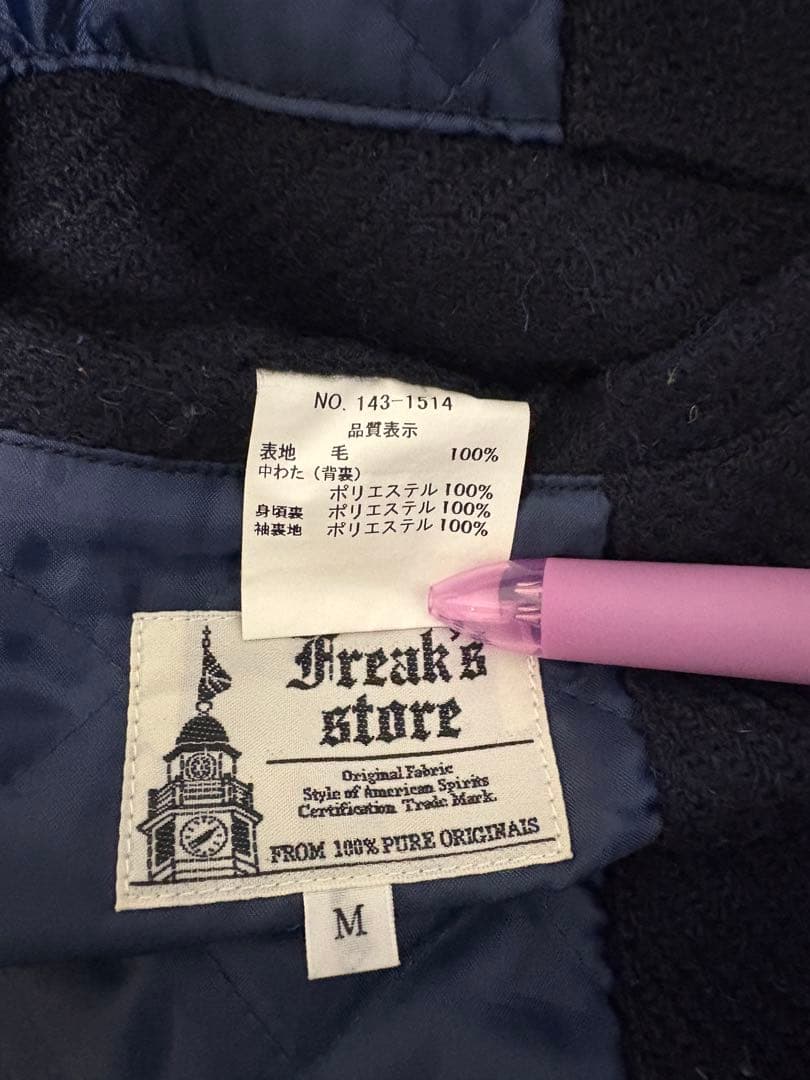 NO. 143-1514
品質表示
表地 毛 100%
中わた (背裏)
ポリエステル 100%
身頃裏 ポリエステル 100%
袖裏地 ポリエステル 100%
Freak's
store
Original Fabric
Style of American Spirits
Certification Trade Mark.
FROM 100% PURE ORIGINALS
M